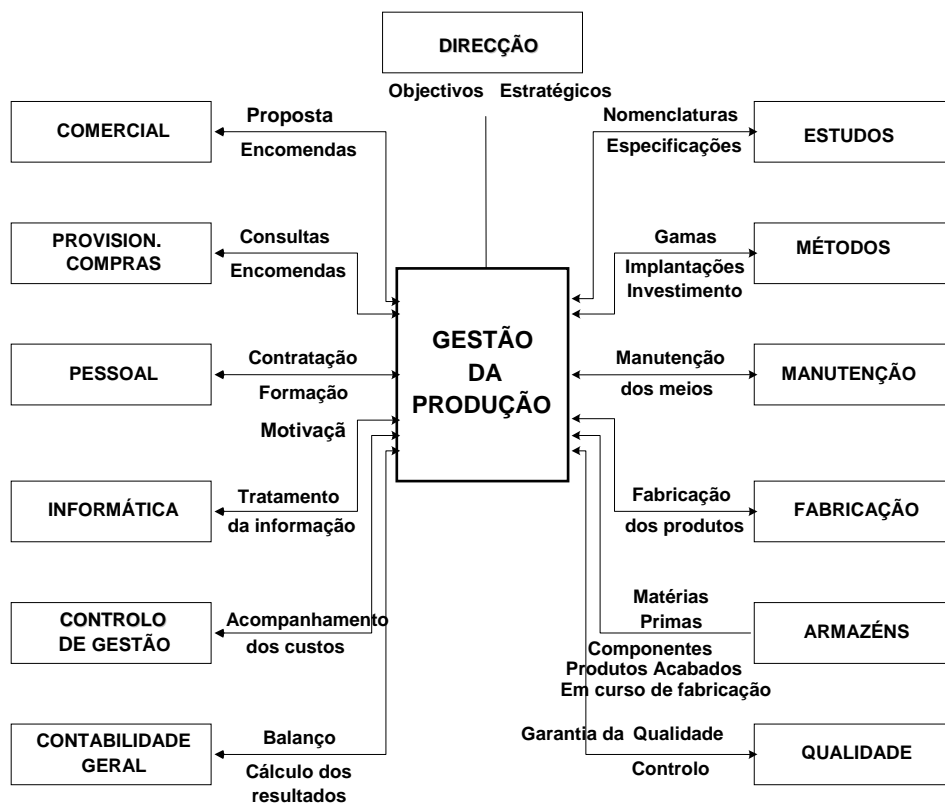 DIRECÇÃO
Objectivos Estratégicos
COMERCIAL
Proposta
Encomendas
Nomenclaturas
Especificações
ESTUDOS
PROVISION.
COMPRAS
Consultas
Encomendas
Gamas
Implantações
Investimento
MÉTODOS
GESTÃO
DA
PRODUÇÃO
PESSOAL
Contratação
Formação
Motivaçã
Manutenção
dos meios
MANUTENÇÃO
INFORMÁTICA
Tratamento
da informação
Fabricação
dos produtos
FABRICAÇÃO
CONTROLO
DE GESTÃO
Acompanhamento
dos custos
Matérias
Primas
Componentes
Produtos Acabados
Em curso de fabricação
ARMAZÉNS
CONTABILIDADE
GERAL
Balanço
Cálculo dos
resultados
Garantia da Qualidade
Controlo
QUALIDADE